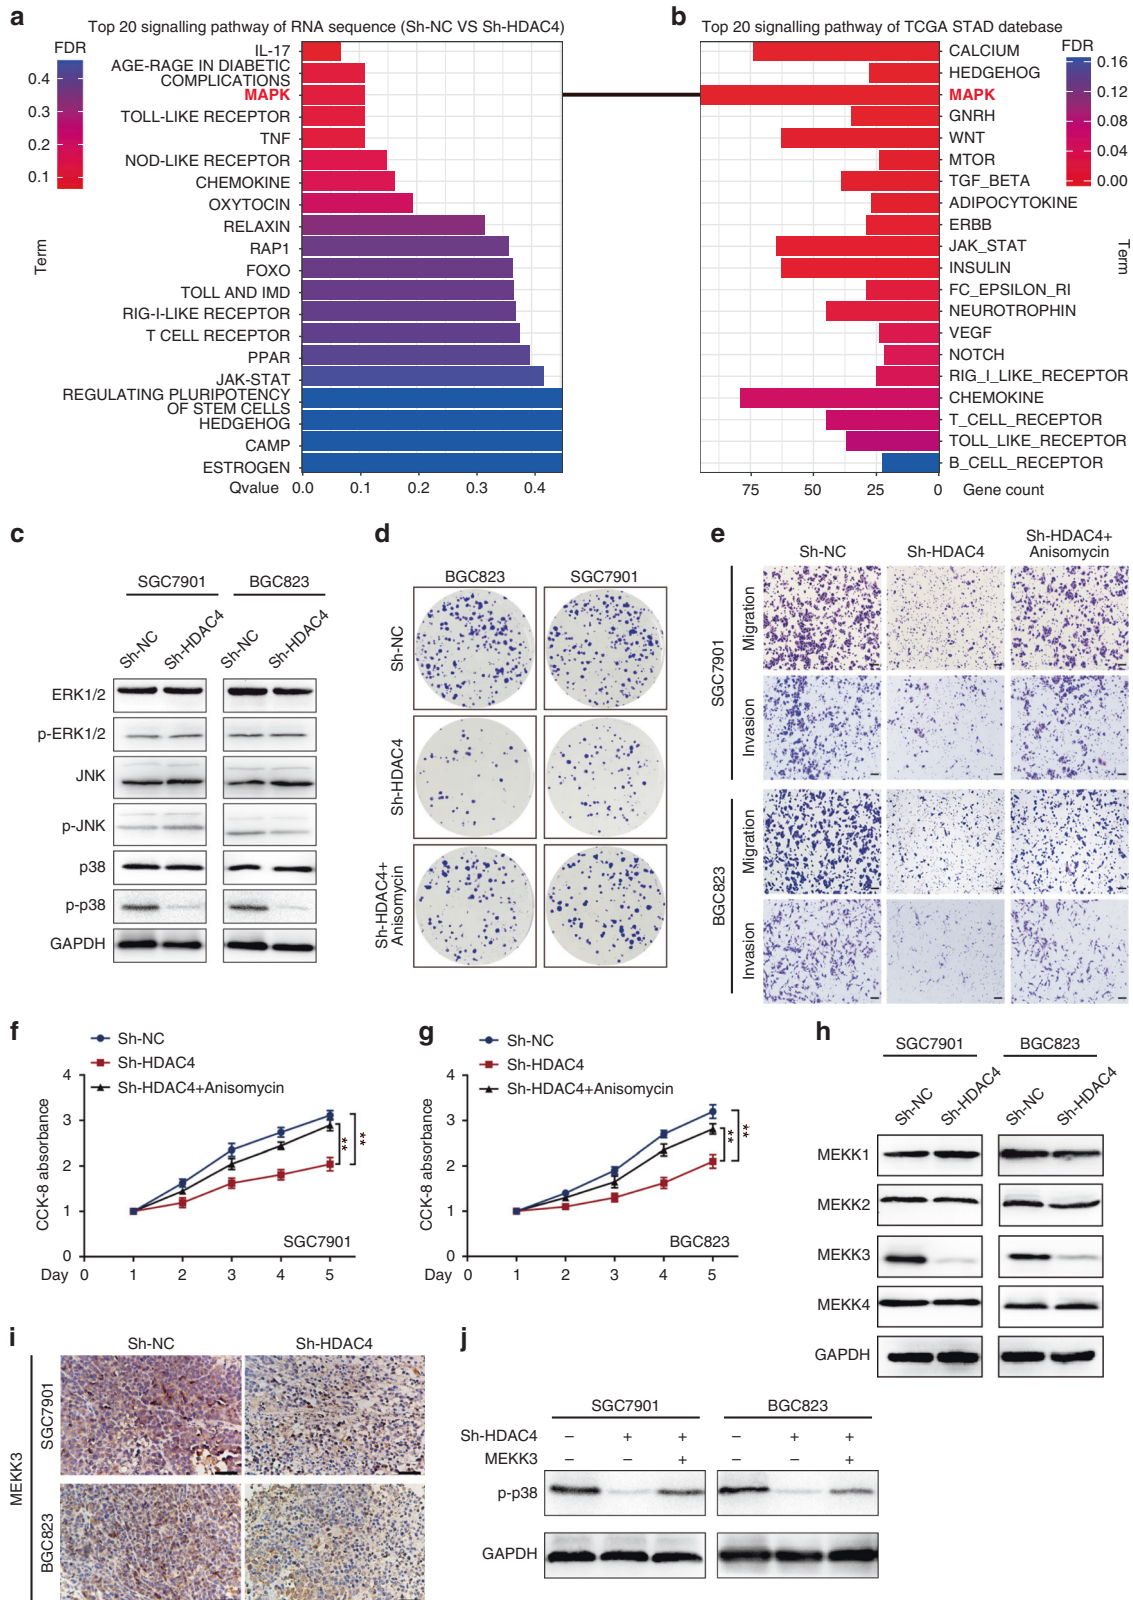 a
Top 20 signalling pathway of RNA sequence (Sh-NC VS Sh-HDAC4)
FDR
0.4
0.3
0.2
0.1
Term
IL-17
AGE-RAGE IN DIABETIC
COMPLICATIONS
MAPK
TOLL-LIKE RECEPTOR
TNF
NOD-LIKE RECEPTOR
CHEMOKINE
OXYTOCIN
RELAXIN
RAP1
FOXO
TOLL AND IMD
RIG-I-LIKE RECEPTOR
T CELL RECEPTOR
PPAR
JAK-STAT
REGULATING PLURIPOTENCY
OF STEM CELLS
HEDGEHOG
CAMP
ESTROGEN
Qvalue 0.0 0.1 0.2 0.3 0.4
b
Top 20 signalling pathway of TCGA STAD datebase
CALCIUM
HEDGEHOG
MAPK
GNRH
WNT
MTOR
TGF_BETA
ADIPOCYTOKINE
ERBB
JAK_STAT
INSULIN
FC_EPSILON_RI
NEUROTROPHIN
VEGF
NOTCH
RIG_I_LIKE_RECEPTOR
CHEMOKINE
T_CELL_RECEPTOR
TOLL_LIKE_RECEPTOR
B_CELL_RECEPTOR
75 50 25 0 Gene count
FDR
0.16
0.12
0.08
0.04
0.00
Term
c
SGC7901 BGC823
Sh-NC Sh-HDAC4 Sh-NC Sh-HDAC4
ERK1/2
p-ERK1/2
JNK
p-JNK
p38
p-p38
GAPDH
d
BGC823 SGC7901
Sh-NC
Sh-HDAC4
Sh-HDAC4+
Anisomycin
e
Sh-NC Sh-HDAC4 Sh-HDAC4+
Anisomycin
SGC7901
Migration
Invasion
BGC823
Migration
Invasion
f
Sh-NC
Sh-HDAC4
Sh-HDAC4+Anisomycin
CCK-8 absorbance
4
3
2
1
0
**
**
SGC7901
Day 0 1 2 3 4 5
g
Sh-NC
Sh-HDAC4
Sh-HDAC4+Anisomycin
CCK-8 absorbance
4
3
2
1
0
**
**
BGC823
Day 0 1 2 3 4 5
h
SGC7901 BGC823
Sh-NC Sh-HDAC4 Sh-NC Sh-HDAC4
MEKK1
MEKK2
MEKK3
MEKK4
GAPDH
i
Sh-NC Sh-HDAC4
MEKK3
SGC7901
BGC823
j
SGC7901 BGC823
Sh-HDAC4 – + + – + +
MEKK3 – – + – – +
p-p38
GAPDH